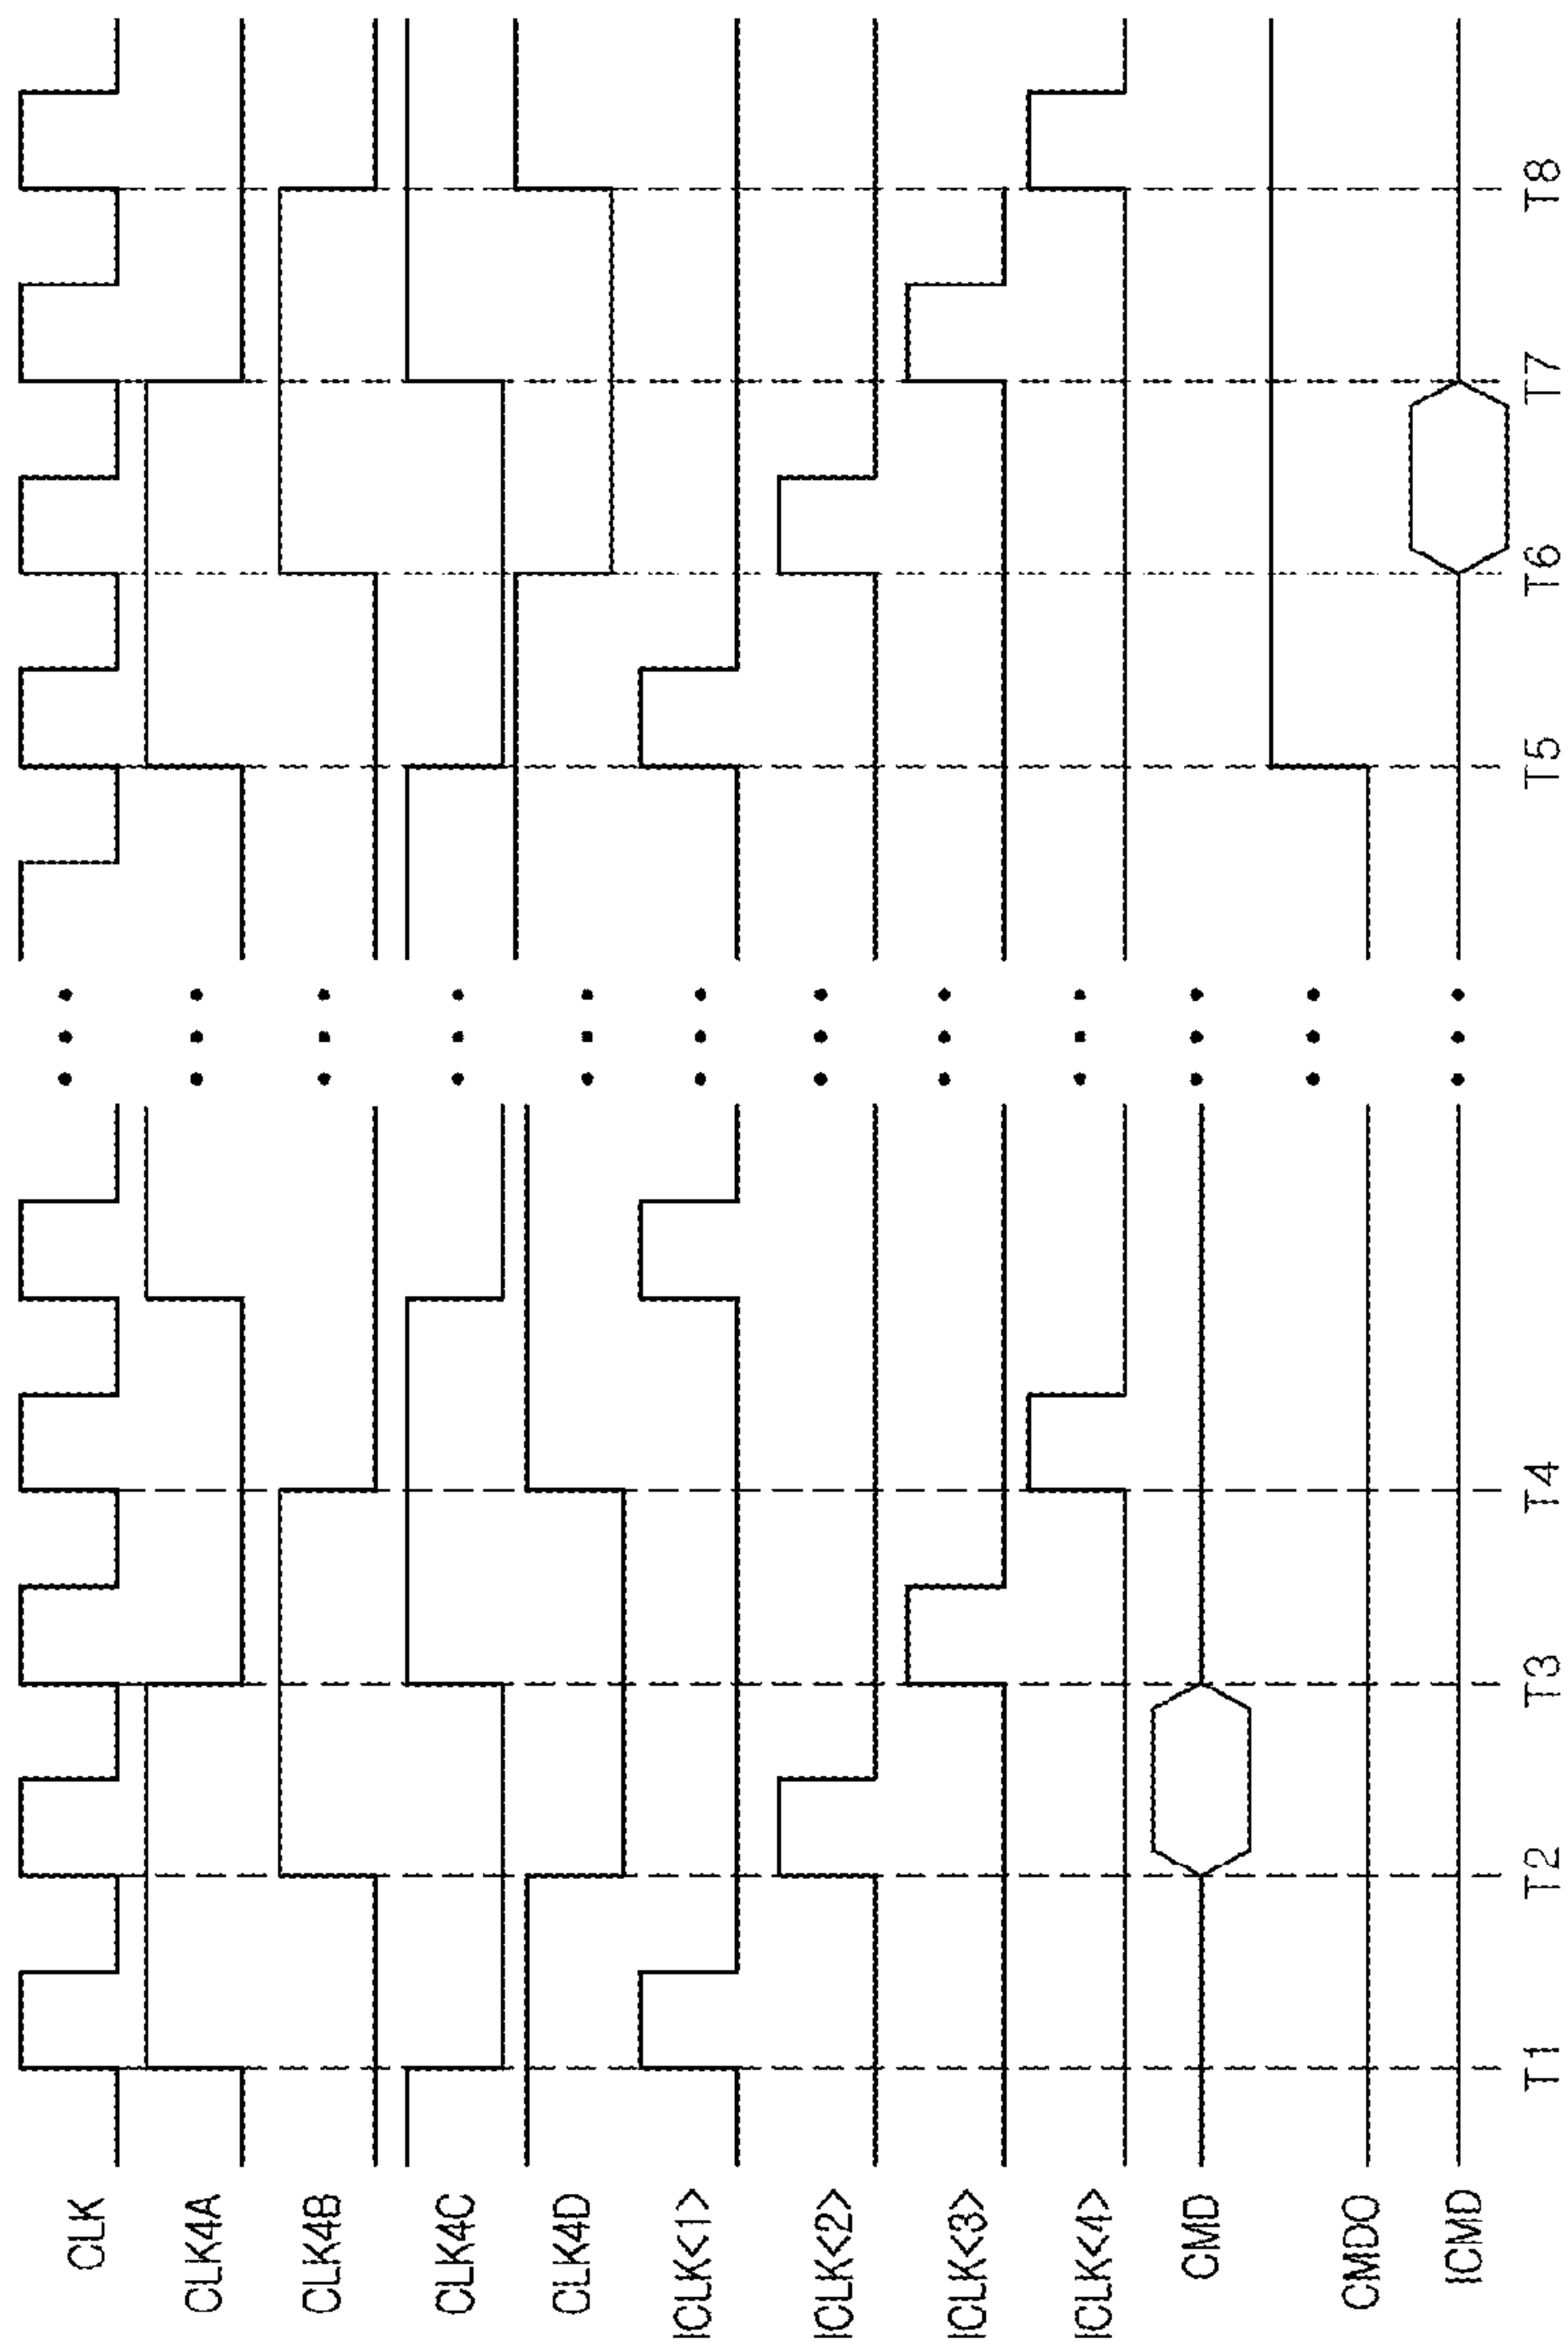 CLK
CLK4A
CLK4B
CLK4C
CLK4D
ICLK<1>
ICLK<2>
ICLK<3>
ICLK<4>
CMD
CMDO
ICMD
T1 T2 T3 T4 T5 T6 T7 T8